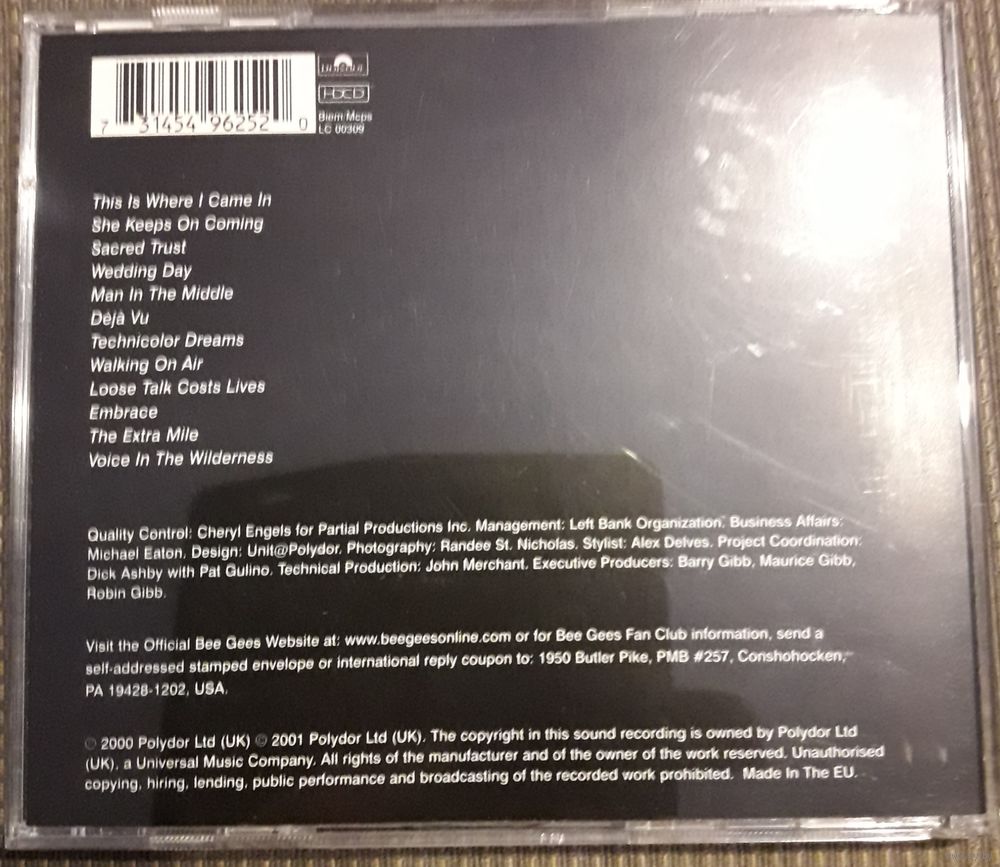 7 31454 96252 0
Polydor
HDCD
Biem Mcps
LC 00309
This Is Where I Came In
She Keeps On Coming
Sacred Trust
Wedding Day
Man In The Middle
Déjà Vu
Technicolor Dreams
Walking On Air
Loose Talk Costs Lives
Embrace
The Extra Mile
Voice In The Wilderness
Quality Control: Cheryl Engels for Partial Productions Inc. Management: Left Bank Organization. Business Affairs:
Michael Eaton. Design: Unit@Polydor. Photography: Randee St. Nicholas. Stylist: Alex Delves. Project Coordination:
Dick Ashby with Pat Gulino. Technical Production: John Merchant. Executive Producers: Barry Gibb, Maurice Gibb,
Robin Gibb.
Visit the Official Bee Gees Website at: www.beegeesonline.com or for Bee Gees Fan Club information, send a
self-addressed stamped envelope or international reply coupon to: 1950 Butler Pike, PMB #257, Conshohocken,
PA 19428-1202, USA.
℗ 2000 Polydor Ltd (UK) © 2001 Polydor Ltd (UK). The copyright in this sound recording is owned by Polydor Ltd
(UK), a Universal Music Company. All rights of the manufacturer and of the owner of the work reserved. Unauthorised
copying, hiring, lending, public performance and broadcasting of the recorded work prohibited. Made In The EU.